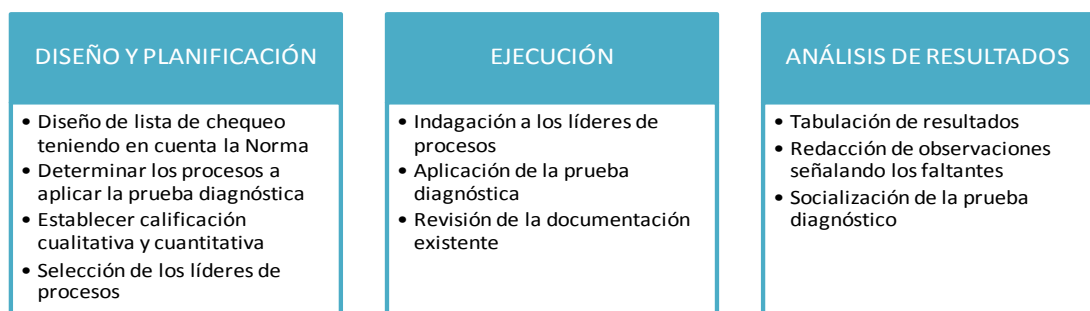 DISEÑO Y PLANIFICACIÓN
• Diseño de lista de chequeo
teniendo en cuenta la Norma
• Determinar los procesos a
aplicar la prueba diagnóstica
• Establecer calificación
cualitativa y cuantitativa
• Selección de los líderes de
procesos
EJECUCIÓN
• Indagación a los líderes de
procesos
• Aplicación de la prueba
diagnóstica
• Revisión de la documentación
existente
ANÁLISIS DE RESULTADOS
• Tabulación de resultados
• Redacción de observaciones
señalando los faltantes
• Socialización de la prueba
diagnóstico